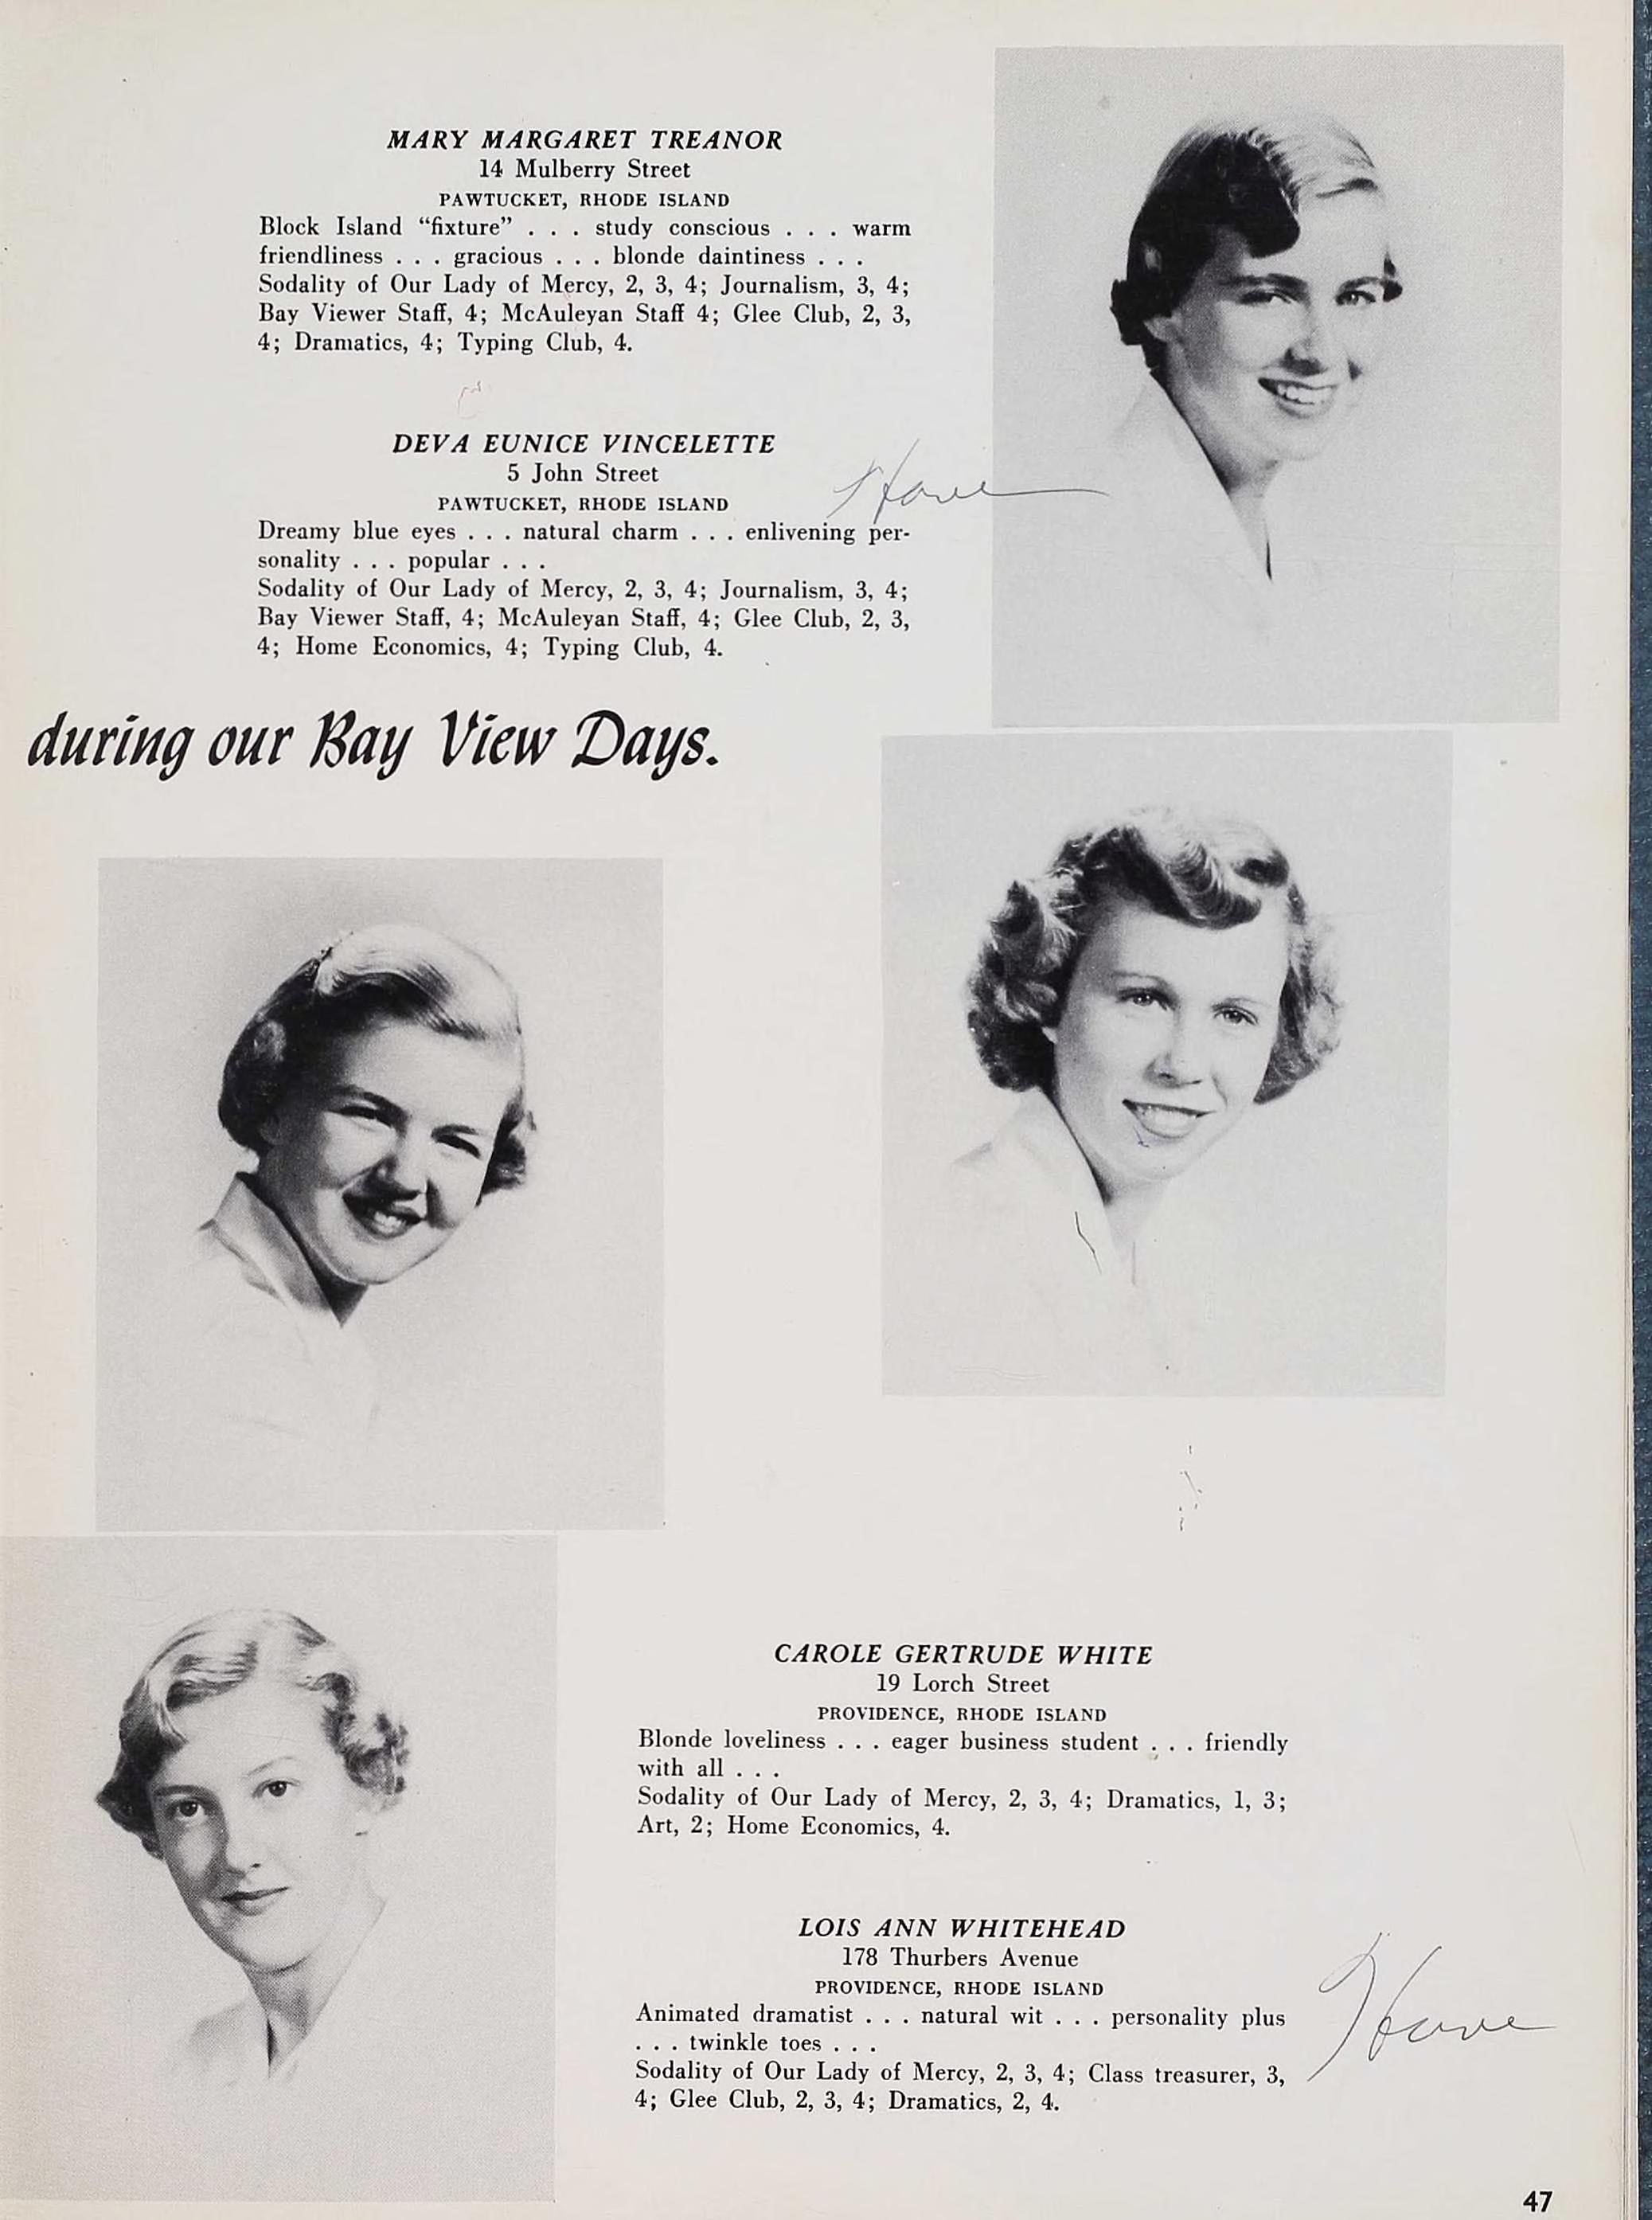 MARY MARGARET TREANOR
14 Mulberry Street
PAWTUCKET, RHODE ISLAND
Block Island “fixture” . . . study conscious . . . warm
friendliness . . . gracious . . . blonde daintiness . . .
Sodality of Our Lady of Mercy, 2, 3, 4; Journalism, 3, 4;
Bay Viewer Staff, 4; McAuleyan Staff 4; Glee Club, 2, 3,
4; Dramatics, 4; Typing Club, 4.
DEVA EUNICE VINCELETTE
5 John Street
PAWTUCKET, RHODE ISLAND
Have
Dreamy blue eyes . . . natural charm . . . enlivening per-
sonality . . . popular . . .
Sodality of Our Lady of Mercy, 2, 3, 4; Journalism, 3, 4;
Bay Viewer Staff, 4; McAuleyan Staff, 4; Glee Club, 2, 3,
4; Home Economics, 4; Typing Club, 4.
during our Bay View Days.
CAROLE GERTRUDE WHITE
19 Lorch Street
PROVIDENCE, RHODE ISLAND
Blonde loveliness . . . eager business student . . . friendly
with all . . .
Sodality of Our Lady of Mercy, 2, 3, 4; Dramatics, 1, 3;
Art, 2; Home Economics, 4.
LOIS ANN WHITEHEAD
178 Thurbers Avenue
PROVIDENCE, RHODE ISLAND
Animated dramatist . . . natural wit . . . personality plus
. . . twinkle toes . . .
Have
Sodality of Our Lady of Mercy, 2, 3, 4; Class treasurer, 3,
4; Glee Club, 2, 3, 4; Dramatics, 2, 4.
47